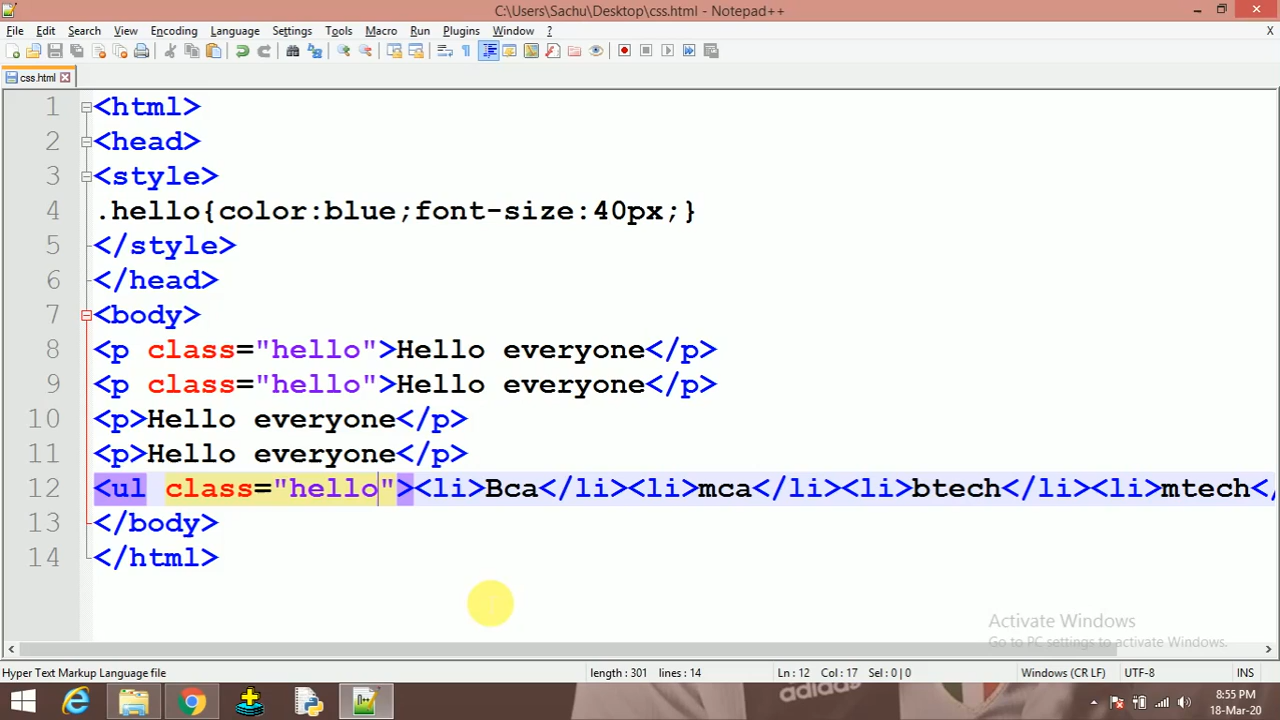 C:\Users\Sachu\Desktop\css.html - Notepad++
File Edit Search View Encoding Language Settings Tools Macro Run Plugins Window ? X
css.html
1 <html>
2 <head>
3 <style>
4 .hello{color:blue;font-size:40px;}
5 </style>
6 </head>
7 <body>
8 <p class="hello">Hello everyone</p>
9 <p class="hello">Hello everyone</p>
10 <p>Hello everyone</p>
11 <p>Hello everyone</p>
12 <ul class="hello"><li>Bca</li><li>mca</li><li>btech</li><li>mtech</
13 </body>
14 </html>
Activate Windows
Go to PC settings to activate Windows.
Hyper Text Markup Language file length : 301 lines : 14 Ln : 12 Col : 17 Sel : 0 | 0 Windows (CR LF) UTF-8 INS
adidas
8:55 PM
18-Mar-20